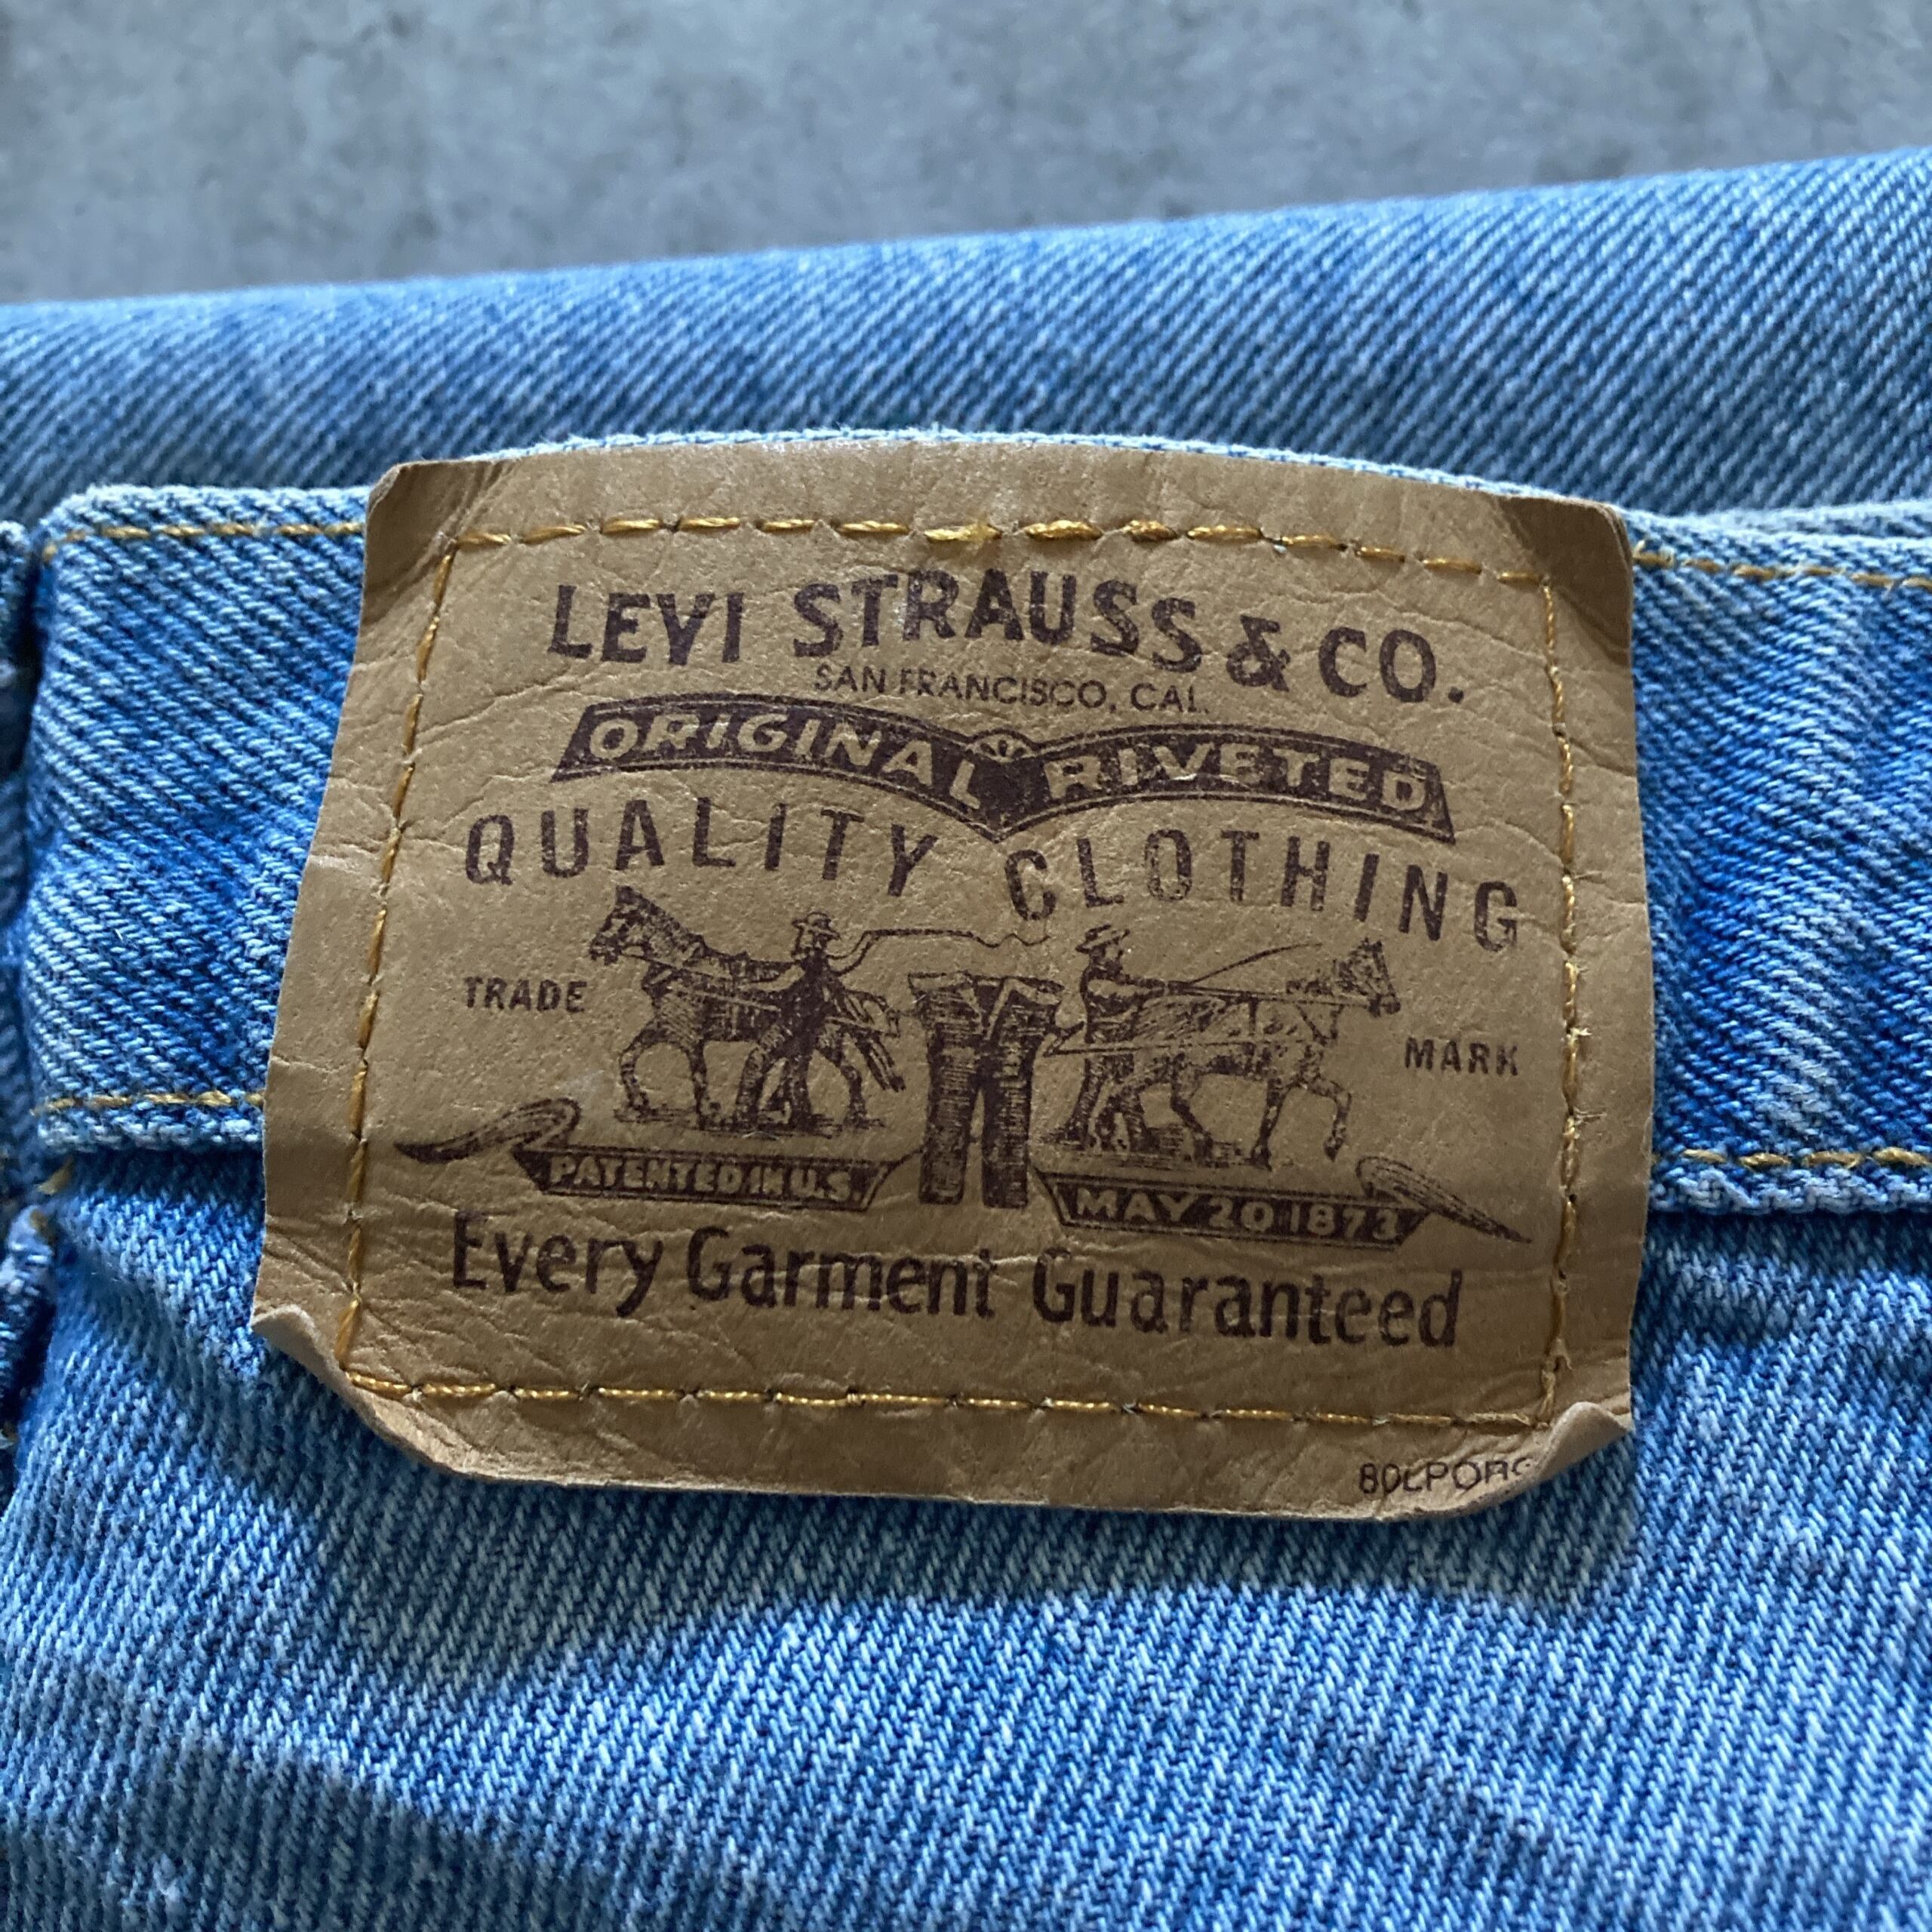 LEVI STRAUSS & CO.
SAN FRANCISCO, CAL.
ORIGINAL RIVETED
QUALITY CLOTHING
TRADE MARK
PATENTED IN U.S. MAY 20 1873
Every Garment Guaranteed